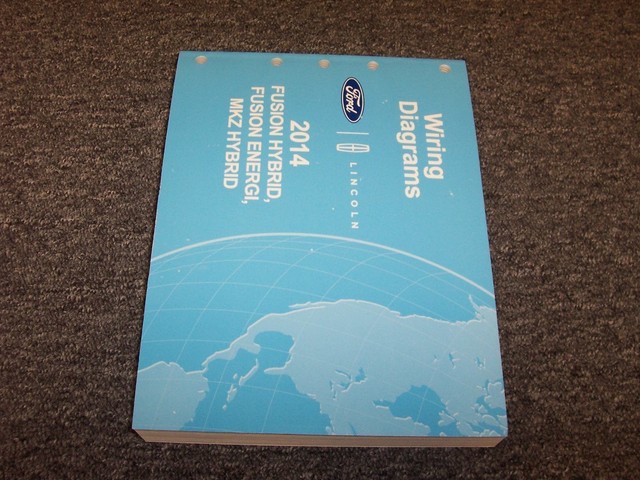 Wiring
Diagrams
Ford
LINCOLN
2014
FUSION HYBRID,
FUSION ENERGI,
MKZ HYBRID